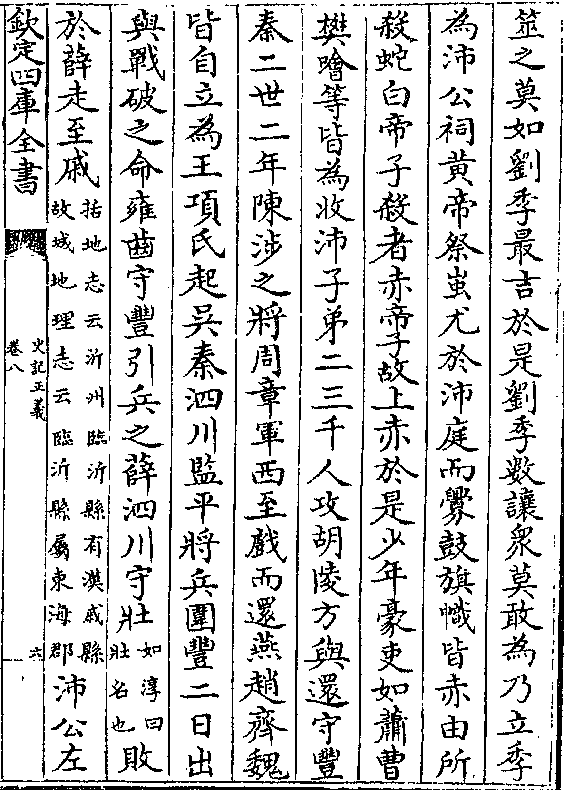 筮之莫如劉季最吉於是劉季數讓衆莫敢為乃立季
為沛公祠黄帝祭蚩尤於沛庭而釁鼓旗幟皆赤由所
殺蛇白帝子殺者赤帝子故上赤於是少年豪吏如蕭曹
樊噲等皆為收沛子弟二三千人攻胡陵方與還守豐
秦二世二年陳涉之將周章軍西至戲而還燕趙齊魏
皆自立為王項氏起吳秦泗川監平將兵圍豐二日出
與戰破之命雍齒守豐引兵之薛泗川守壯如淳曰壯名也敗
於薛走至戚括地志云沂州臨沂縣有漢戚縣故城地理志云臨沂縣屬東海郡沛公左
欽定四庫全書
史記正義
卷八
六